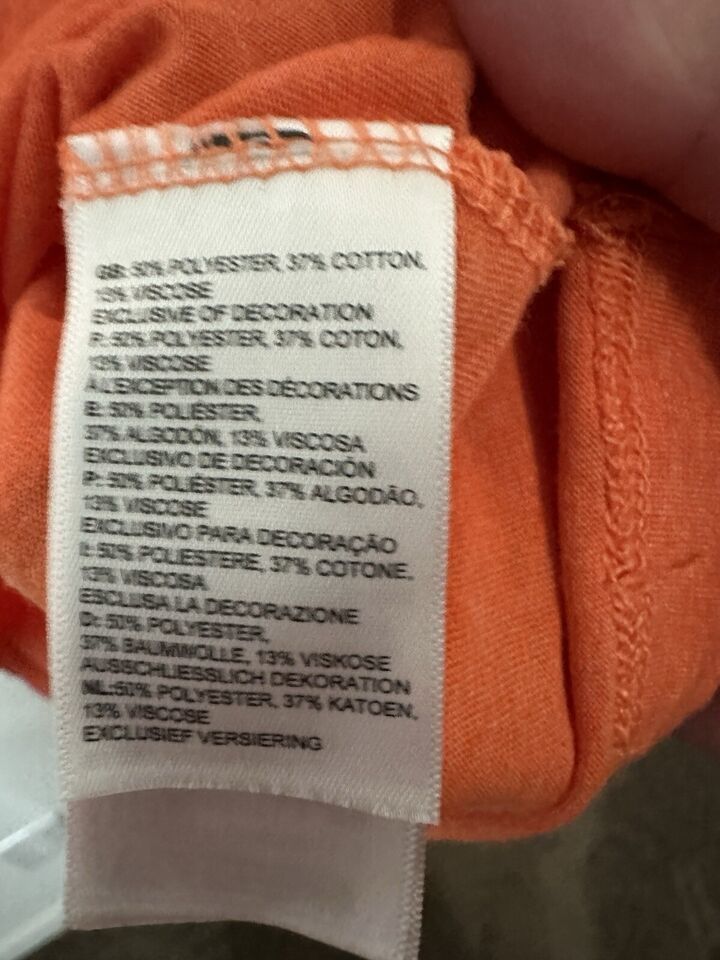 GB: 50% POLYESTER, 37% COTTON,
13% VISCOSE
EXCLUSIVE OF DECORATION
F: 50% POLYESTER, 37% COTON,
13% VISCOSE
A L'EXCEPTION DES DÉCORATIONS
E: 50% POLIÉSTER,
37% ALGODÓN, 13% VISCOSA
EXCLUSIVO DE DECORACIÓN
P: 50% POLIÉSTER, 37% ALGODÃO,
13% VISCOSE
EXCLUSIVO PARA DECORAÇÃO
I: 50% POLIESTERE, 37% COTONE,
13% VISCOSA
ESCLUSA LA DECORAZIONE
D: 50% POLYESTER,
37% BAUMWOLLE, 13% VISKOSE
AUSSCHLIESSLICH DEKORATION
NL:50% POLYESTER, 37% KATOEN,
13% VISCOSE
EXCLUSIEF VERSIERING